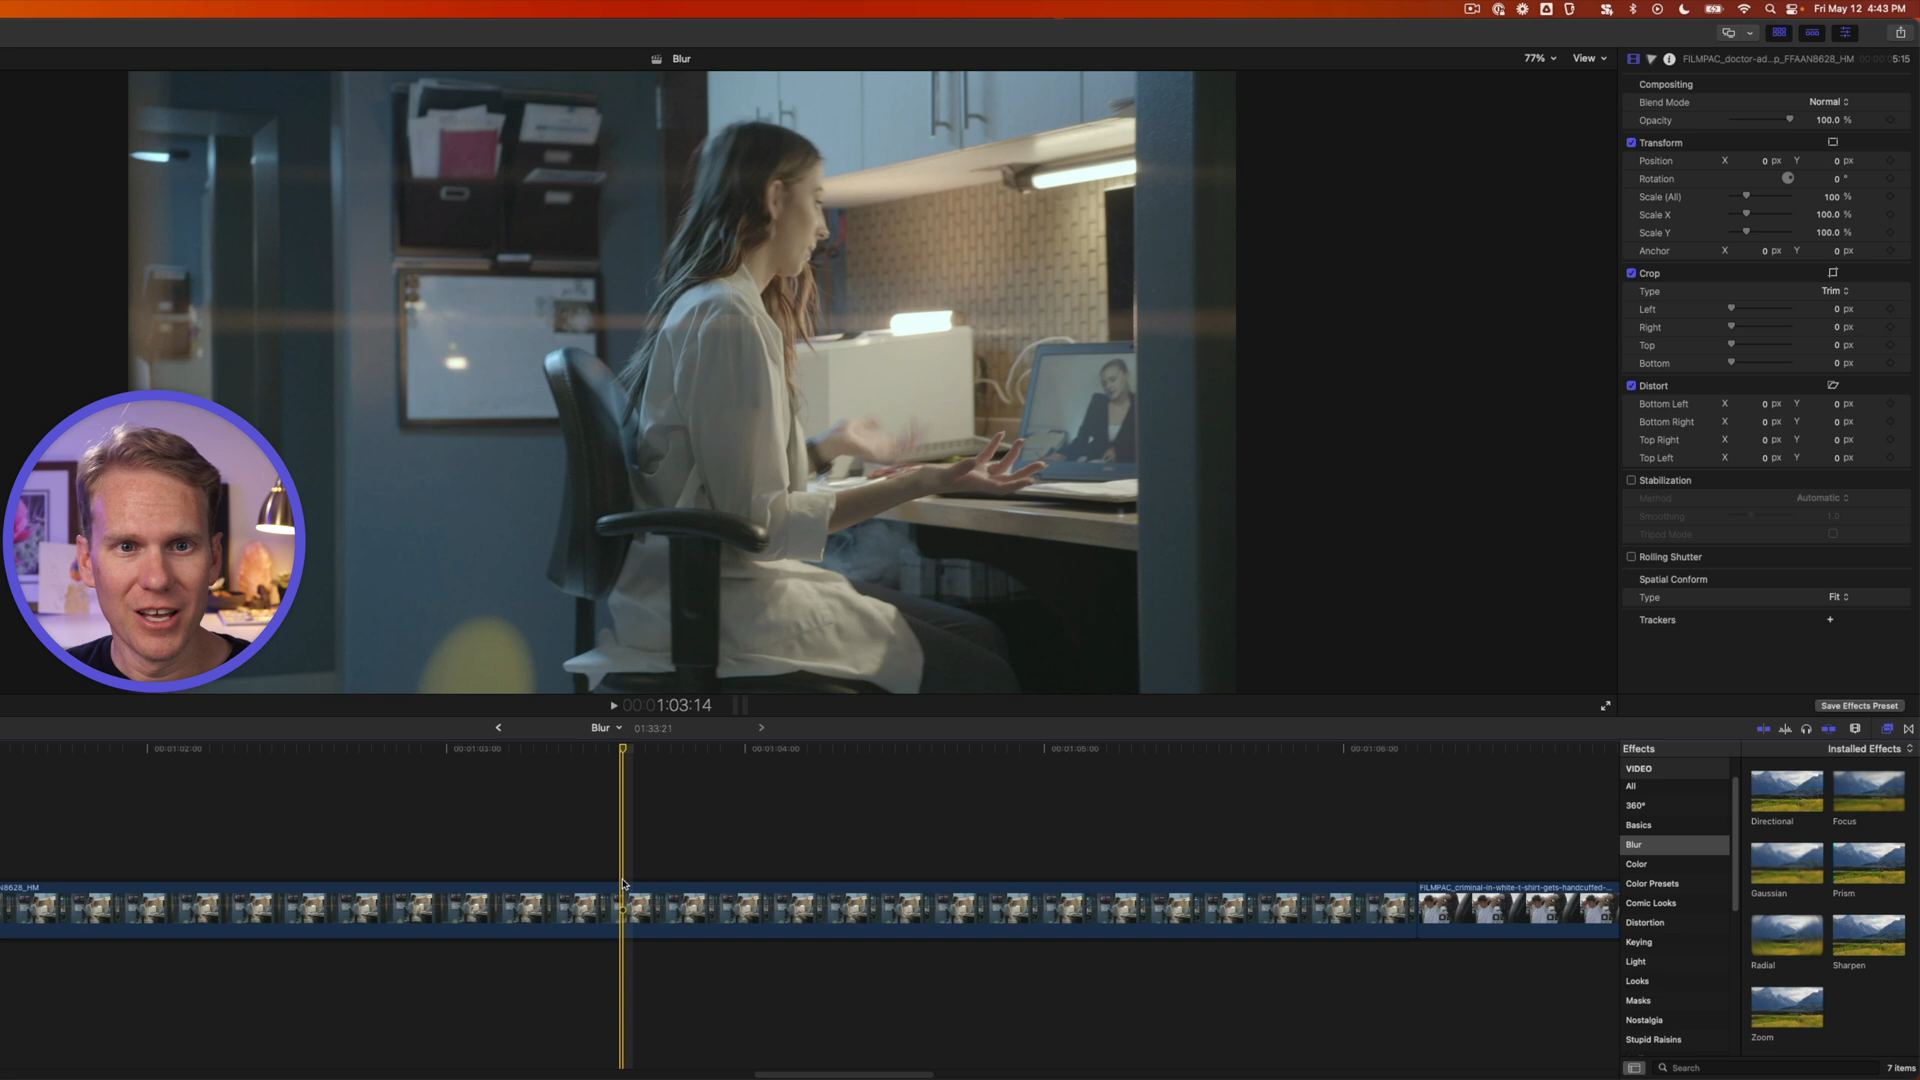 Fri May 12 4:43 PM
Blur
77%
View
FILMPAC_doctor-ad...p_FFAAN8628_HM
5:15
Compositing
Blend Mode Normal
Opacity 100.0 %
Transform
Position X 0 px Y 0 px
Rotation 0 °
Scale (All) 100 %
Scale X 100.0 %
Scale Y 100.0 %
Anchor X 0 px Y 0 px
Crop
Type Trim
Left 0 px
Right 0 px
Top 0 px
Bottom 0 px
Distort
Bottom Left X 0 px Y 0 px
Bottom Right X 0 px Y 0 px
Top Right X 0 px Y 0 px
Top Left X 0 px Y 0 px
Stabilization
Method Automatic
Smoothing 1.0
Tripod Mode
Rolling Shutter
Spatial Conform
Type Fit
Trackers +
00:01:03:14
Save Effects Preset
Blur 01:33:21
00:01:02:00 00:01:03:00 00:01:04:00 00:01:05:00 00:01:06:00
N8628_HM
FILMPAC_criminal-in-white-t-shirt-gets-handcuffed-...
Effects
Installed Effects
VIDEO
All
360°
Basics
Blur
Color
Color Presets
Comic Looks
Distortion
Keying
Light
Looks
Masks
Nostalgia
Stupid Raisins
Directional Focus
Gaussian Prism
Radial Sharpen
Zoom
Search
7 items